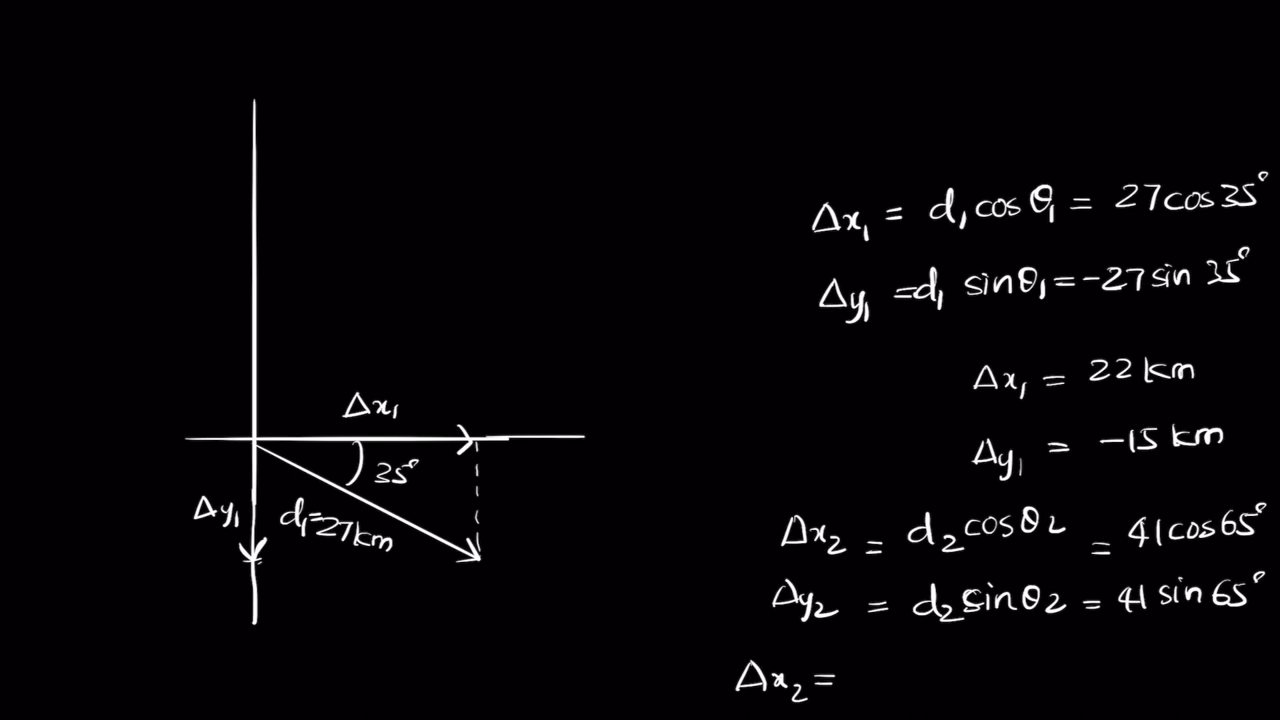 Δx₁ = d₁cosθ₁ = 27cos35°
Δy₁ = d₁ sinθ₁ = -27sin 35°
Δx₁ = 22 km
Δx₁
Δy₁ = -15 km
35°
Δy₁
d₁=27km
Δx₂ = d₂cosθ₂ = 41cos65°
Δy₂ = d₂sinθ₂ = 41 sin 65°
Δx₂ =